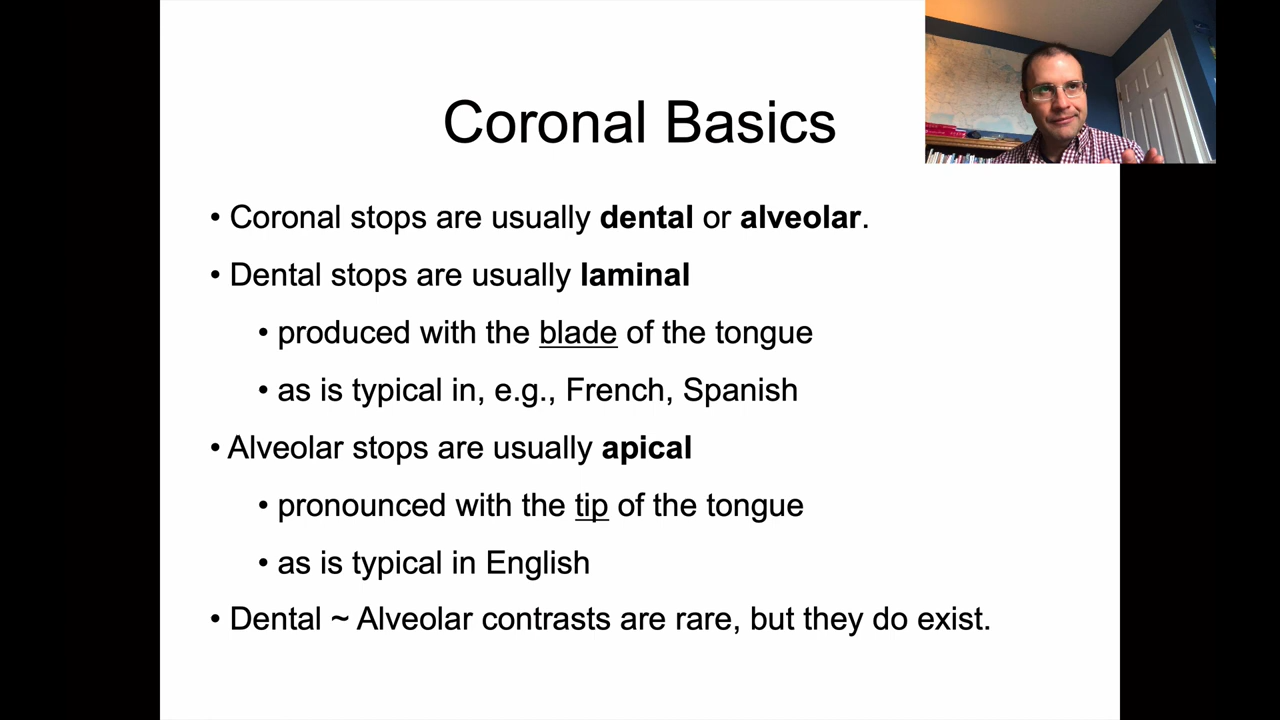 Coronal Basics
• Coronal stops are usually dental or alveolar.
• Dental stops are usually laminal
• produced with the blade of the tongue
• as is typical in, e.g., French, Spanish
• Alveolar stops are usually apical
• pronounced with the tip of the tongue
• as is typical in English
• Dental ~ Alveolar contrasts are rare, but they do exist.